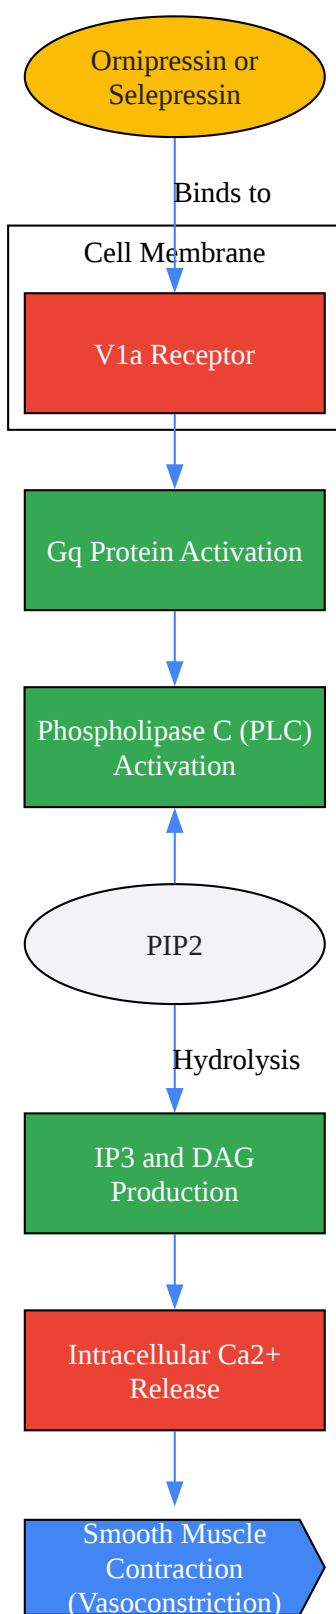 Ornipressin or
Selepressin
Binds to
Cell Membrane
V1a Receptor
Gq Protein Activation
Phospholipase C (PLC)
Activation
PIP2
Hydrolysis
IP3 and DAG
Production
Intracellular Ca2+
Release
Smooth Muscle
Contraction
(Vasoconstriction)